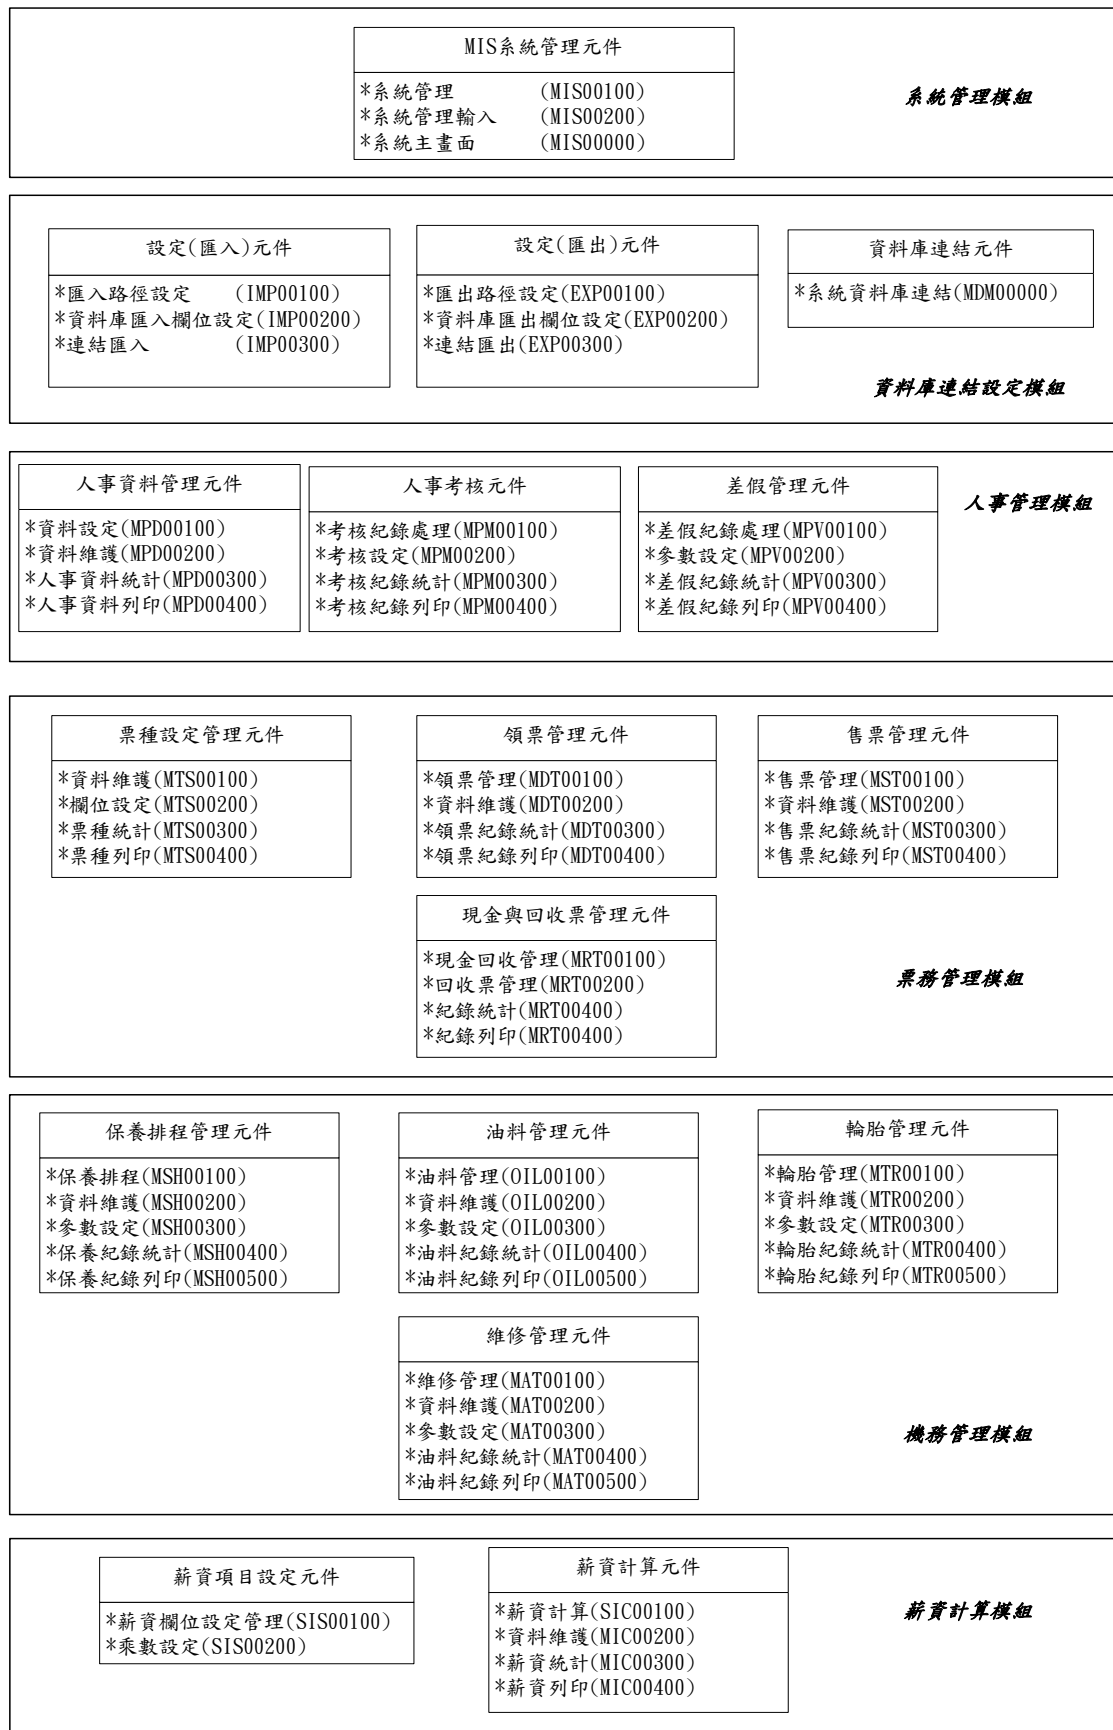 MIS系統管理元件
*系統管理 (MIS00100)
*系統管理輸入 (MIS00200)
*系統主畫面 (MIS00000)
系統管理模組
設定(匯入)元件
*匯入路徑設定 (IMP00100)
*資料庫匯入欄位設定(IMP00200)
*連結匯入 (IMP00300)
設定(匯出)元件
*匯出路徑設定(EXP00100)
*資料庫匯出欄位設定(EXP00200)
*連結匯出(EXP00300)
資料庫連結元件
*系統資料庫連結(MDM00000)
資料庫連結設定模組
人事資料管理元件
*資料設定(MPD00100)
*資料維護(MPD00200)
*人事資料統計(MPD00300)
*人事資料列印(MPD00400)
人事考核元件
*考核紀錄處理(MPM00100)
*考核設定(MPM00200)
*考核紀錄統計(MPM00300)
*考核紀錄列印(MPM00400)
差假管理元件
*差假紀錄處理(MPV00100)
*參數設定(MPV00200)
*差假紀錄統計(MPV00300)
*差假紀錄列印(MPV00400)
人事管理模組
票種設定管理元件
*資料維護(MTS00100)
*欄位設定(MTS00200)
*票種統計(MTS00300)
*票種列印(MTS00400)
領票管理元件
*領票管理(MDT00100)
*資料維護(MDT00200)
*領票紀錄統計(MDT00300)
*領票紀錄列印(MDT00400)
售票管理元件
*售票管理(MST00100)
*資料維護(MST00200)
*售票紀錄統計(MST00300)
*售票紀錄列印(MST00400)
現金與回收票管理元件
*現金回收管理(MRT00100)
*回收票管理(MRT00200)
*紀錄統計(MRT00400)
*紀錄列印(MRT00400)
票務管理模組
保養排程管理元件
*保養排程(MSH00100)
*資料維護(MSH00200)
*參數設定(MSH00300)
*保養紀錄統計(MSH00400)
*保養紀錄列印(MSH00500)
油料管理元件
*油料管理(OIL00100)
*資料維護(OIL00200)
*參數設定(OIL00300)
*油料紀錄統計(OIL00400)
*油料紀錄列印(OIL00500)
輪胎管理元件
*輪胎管理(MTR00100)
*資料維護(MTR00200)
*參數設定(MTR00300)
*輪胎紀錄統計(MTR00400)
*輪胎紀錄列印(MTR00500)
維修管理元件
*維修管理(MAT00100)
*資料維護(MAT00200)
*參數設定(MAT00300)
*油料紀錄統計(MAT00400)
*油料紀錄列印(MAT00500)
機務管理模組
薪資項目設定元件
*薪資欄位設定管理(SIS00100)
*乘數設定(SIS00200)
薪資計算元件
*薪資計算(SIC00100)
*資料維護(MIC00200)
*薪資統計(MIC00300)
*薪資列印(MIC00400)
薪資計算模組